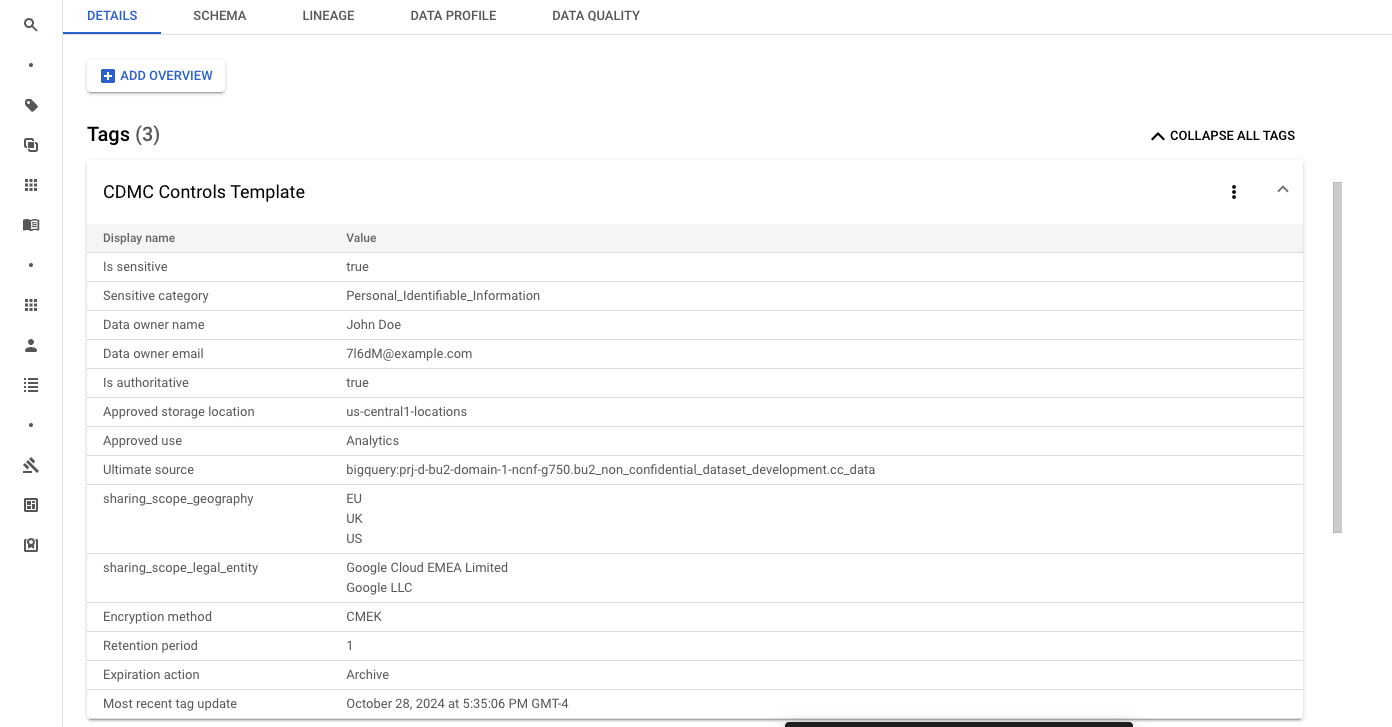 DETAILS SCHEMA LINEAGE DATA PROFILE DATA QUALITY
ADD OVERVIEW
Tags (3) COLLAPSE ALL TAGS
CDMC Controls Template
Display name Value
Is sensitive true
Sensitive category Personal_Identifiable_Information
Data owner name John Doe
Data owner email 7l6dM@example.com
Is authoritative true
Approved storage location us-central1-locations
Approved use Analytics
Ultimate source bigquery:prj-d-bu2-domain-1-ncnf-g750.bu2_non_confidential_dataset_development.cc_data
sharing_scope_geography EU
UK
US
sharing_scope_legal_entity Google Cloud EMEA Limited
Google LLC
Encryption method CMEK
Retention period 1
Expiration action Archive
Most recent tag update October 28, 2024 at 5:35:06 PM GMT-4